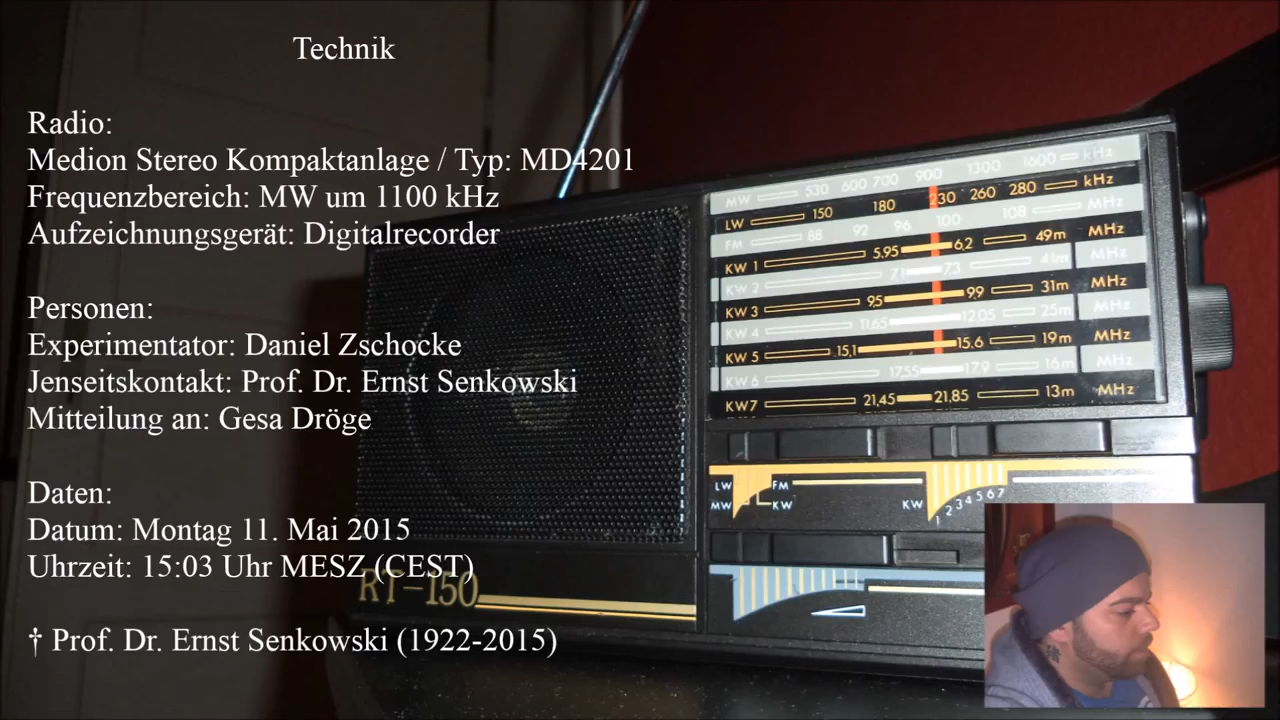 Technik
Radio:
Medion Stereo Kompaktanlage / Typ: MD4201
Frequenzbereich: MW um 1100 kHz
Aufzeichnungsgerät: Digitalrecorder
Personen:
Experimentator: Daniel Zschocke
Jenseitskontakt: Prof. Dr. Ernst Senkowski
Mitteilung an: Gesa Dröge
Daten:
Datum: Montag 11. Mai 2015
Uhrzeit: 15:03 Uhr MESZ (CEST)
† Prof. Dr. Ernst Senkowski (1922-2015)
MW 530 600 700 900 1300 1600 kHz
LW 150 180 230 260 280 kHz
FM 88 92 96 100 108 MHz
KW 1 5,95 6,2 49m MHz
KW 2 7,1 7,3 41m MHz
KW 3 9,5 9,9 31m MHz
KW 4 11,65 12,05 25m MHz
KW 5 15,1 15,6 19m MHz
KW 6 17,55 17,9 16m MHz
KW7 21,45 21,85 13m MHz
LW FM
MW KW
KW 1 2 3 4 5 6 7
RT-150